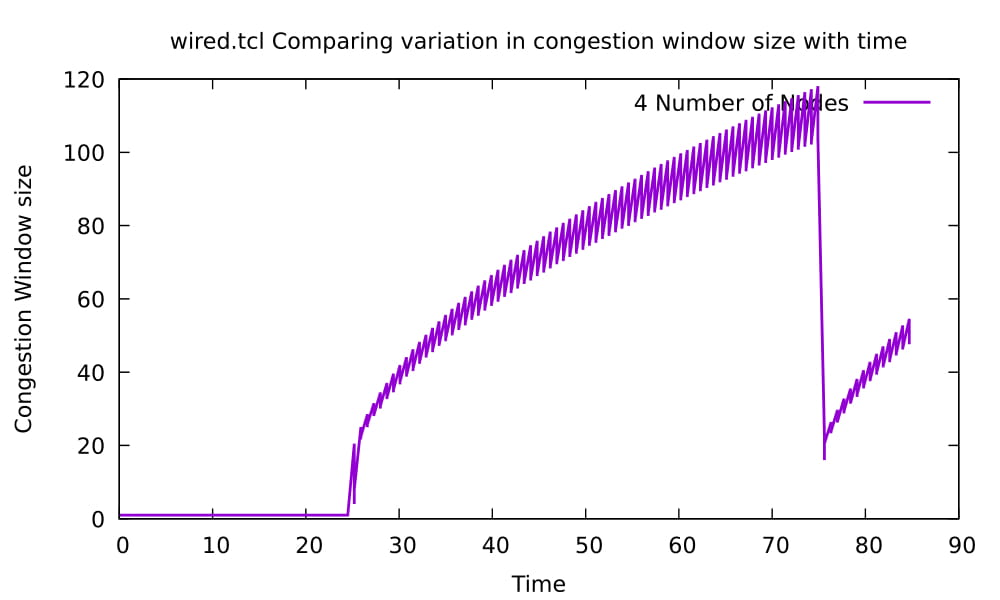 wired.tcl Comparing variation in congestion window size with time
4 Number of Nodes
120
100
80
60
40
20
0
Congestion Window size
0 10 20 30 40 50 60 70 80 90
Time